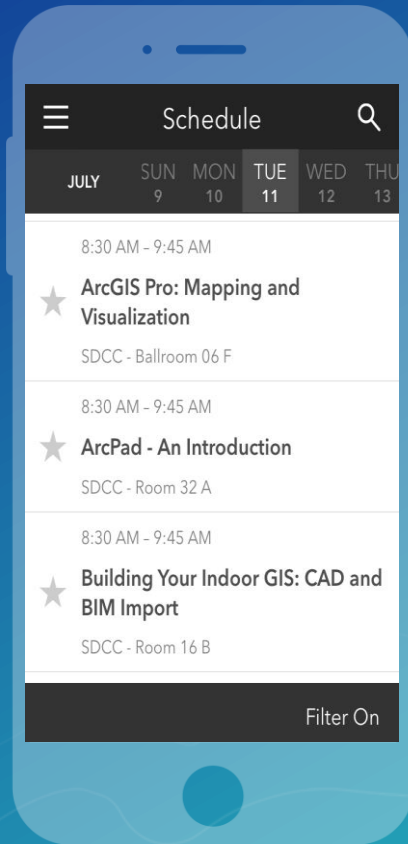 Schedule
JULY SUN MON TUE WED THU
9 10 11 12 13
8:30 AM – 9:45 AM
ArcGIS Pro: Mapping and
Visualization
SDCC - Ballroom 06 F
8:30 AM – 9:45 AM
ArcPad - An Introduction
SDCC - Room 32 A
8:30 AM – 9:45 AM
Building Your Indoor GIS: CAD and
BIM Import
SDCC - Room 16 B
Filter On